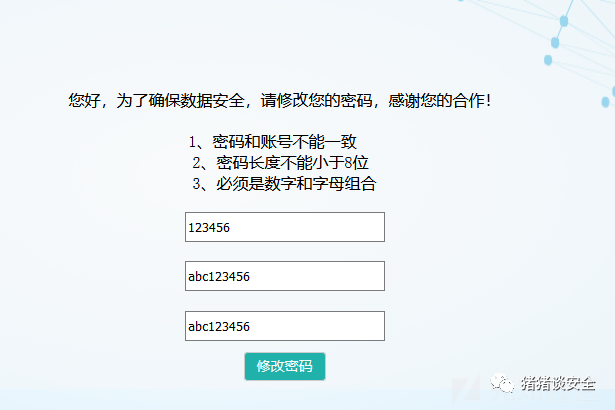 您好，为了确保数据安全，请修改您的密码，感谢您的合作！
1、密码和账号不能一致
2、密码长度不能小于8位
3、必须是数字和字母组合
123456
abc123456
abc123456
修改密码
猪猪谈安全